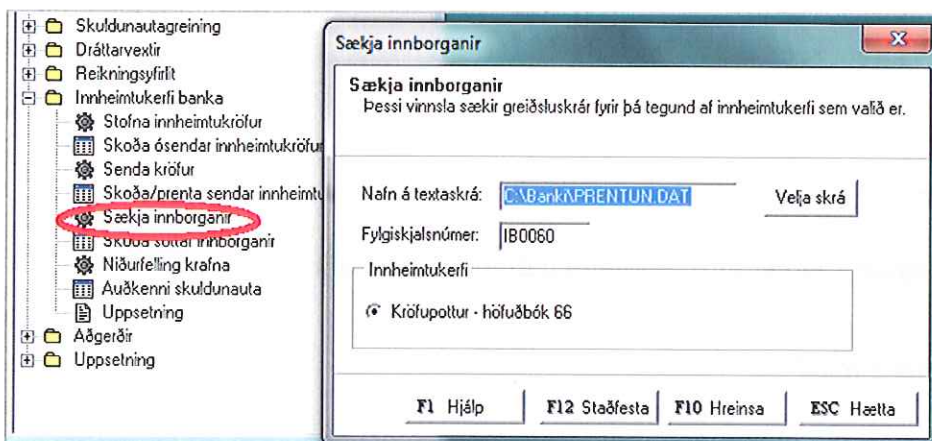 Skuldunautagreining
Dráttarvextir
Reikningsyfirlit
Innheimtukerfi banka
Stofna innheimtukröfur
Skoða ósendar innheimtukröfur
Senda kröfur
Skoða/prenta sendar innheimtu
Sækja innborganir
Skoða sóttar innborganir
Niðurfelling krafna
Auðkenni skuldunauta
Uppsetning
Aðgerðir
Uppsetning
Sækja innborganir
Sækja innborganir
Þessi vinnsla sækir greiðsluskrár fyrir þá tegund af innheimtukerfi sem valið er.
Nafn á textaskrá: C:\Banki\PRENTUN.DAT Velja skrá
Fylgiskjalsnúmer: IB0060
Innheimtukerfi
Kröfupottur - höfuðbók 66
F1 Hjálp F12 Staðfesta F10 Hreinsa ESC Hætta